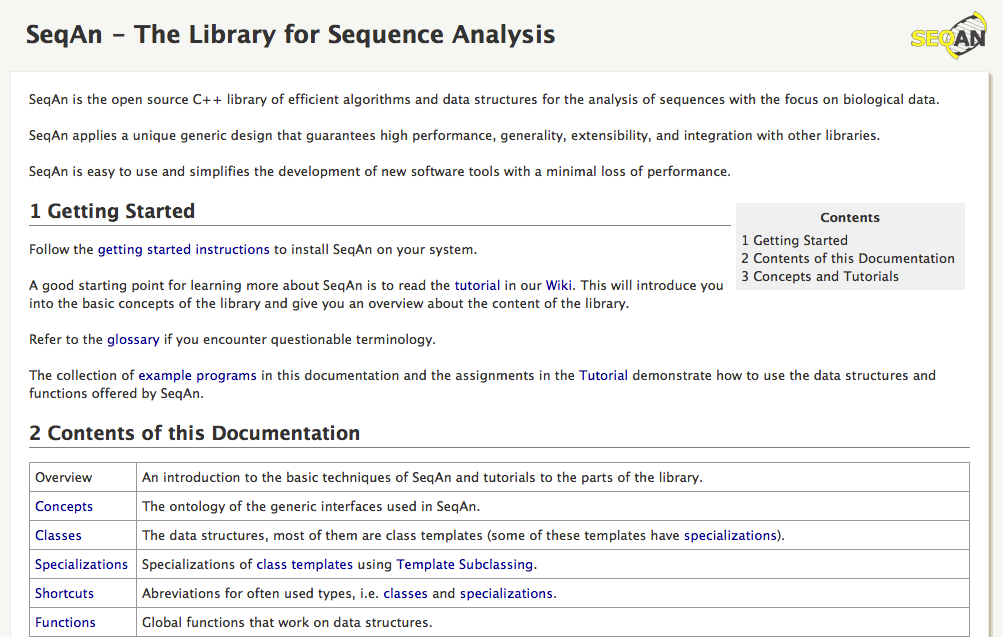 SeqAn – The Library for Sequence Analysis
SEQAN
SeqAn is the open source C++ library of efficient algorithms and data structures for the analysis of sequences with the focus on biological data.
SeqAn applies a unique generic design that guarantees high performance, generality, extensibility, and integration with other libraries.
SeqAn is easy to use and simplifies the development of new software tools with a minimal loss of performance.
1 Getting Started
Contents
1 Getting Started
2 Contents of this Documentation
3 Concepts and Tutorials
Follow the getting started instructions to install SeqAn on your system.
A good starting point for learning more about SeqAn is to read the tutorial in our Wiki. This will introduce you
into the basic concepts of the library and give you an overview about the content of the library.
Refer to the glossary if you encounter questionable terminology.
The collection of example programs in this documentation and the assignments in the Tutorial demonstrate how to use the data structures and
functions offered by SeqAn.
2 Contents of this Documentation
Overview An introduction to the basic techniques of SeqAn and tutorials to the parts of the library.
Concepts The ontology of the generic interfaces used in SeqAn.
Classes The data structures, most of them are class templates (some of these templates have specializations).
Specializations Specializations of class templates using Template Subclassing.
Shortcuts Abreviations for often used types, i.e. classes and specializations.
Functions Global functions that work on data structures.